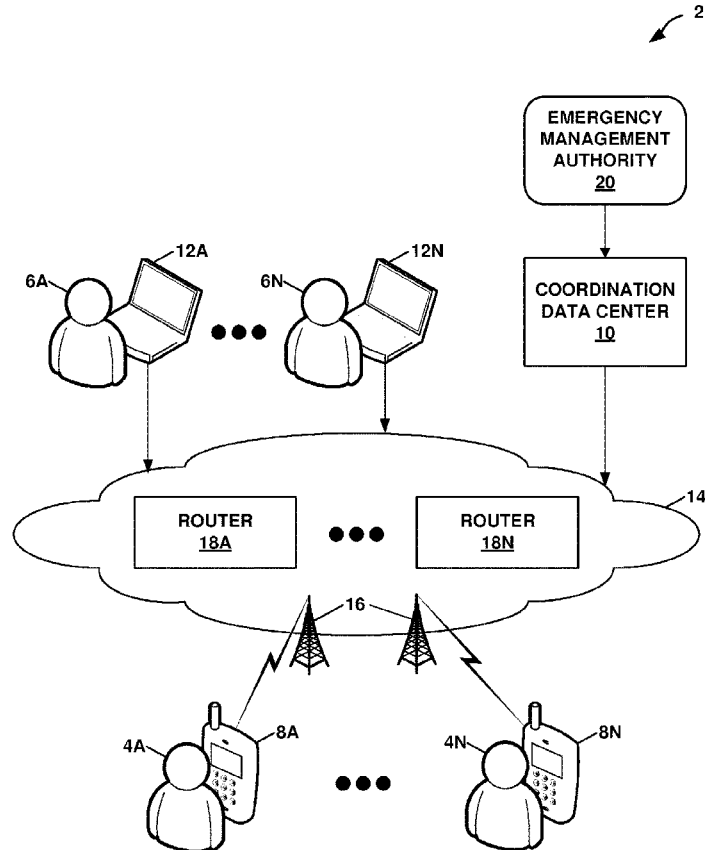 2
EMERGENCY
MANAGEMENT
AUTHORITY
20
12A
12N
6A
6N
COORDINATION
DATA CENTER
10
14
ROUTER
18A
ROUTER
18N
16
4A
8A
4N
8N